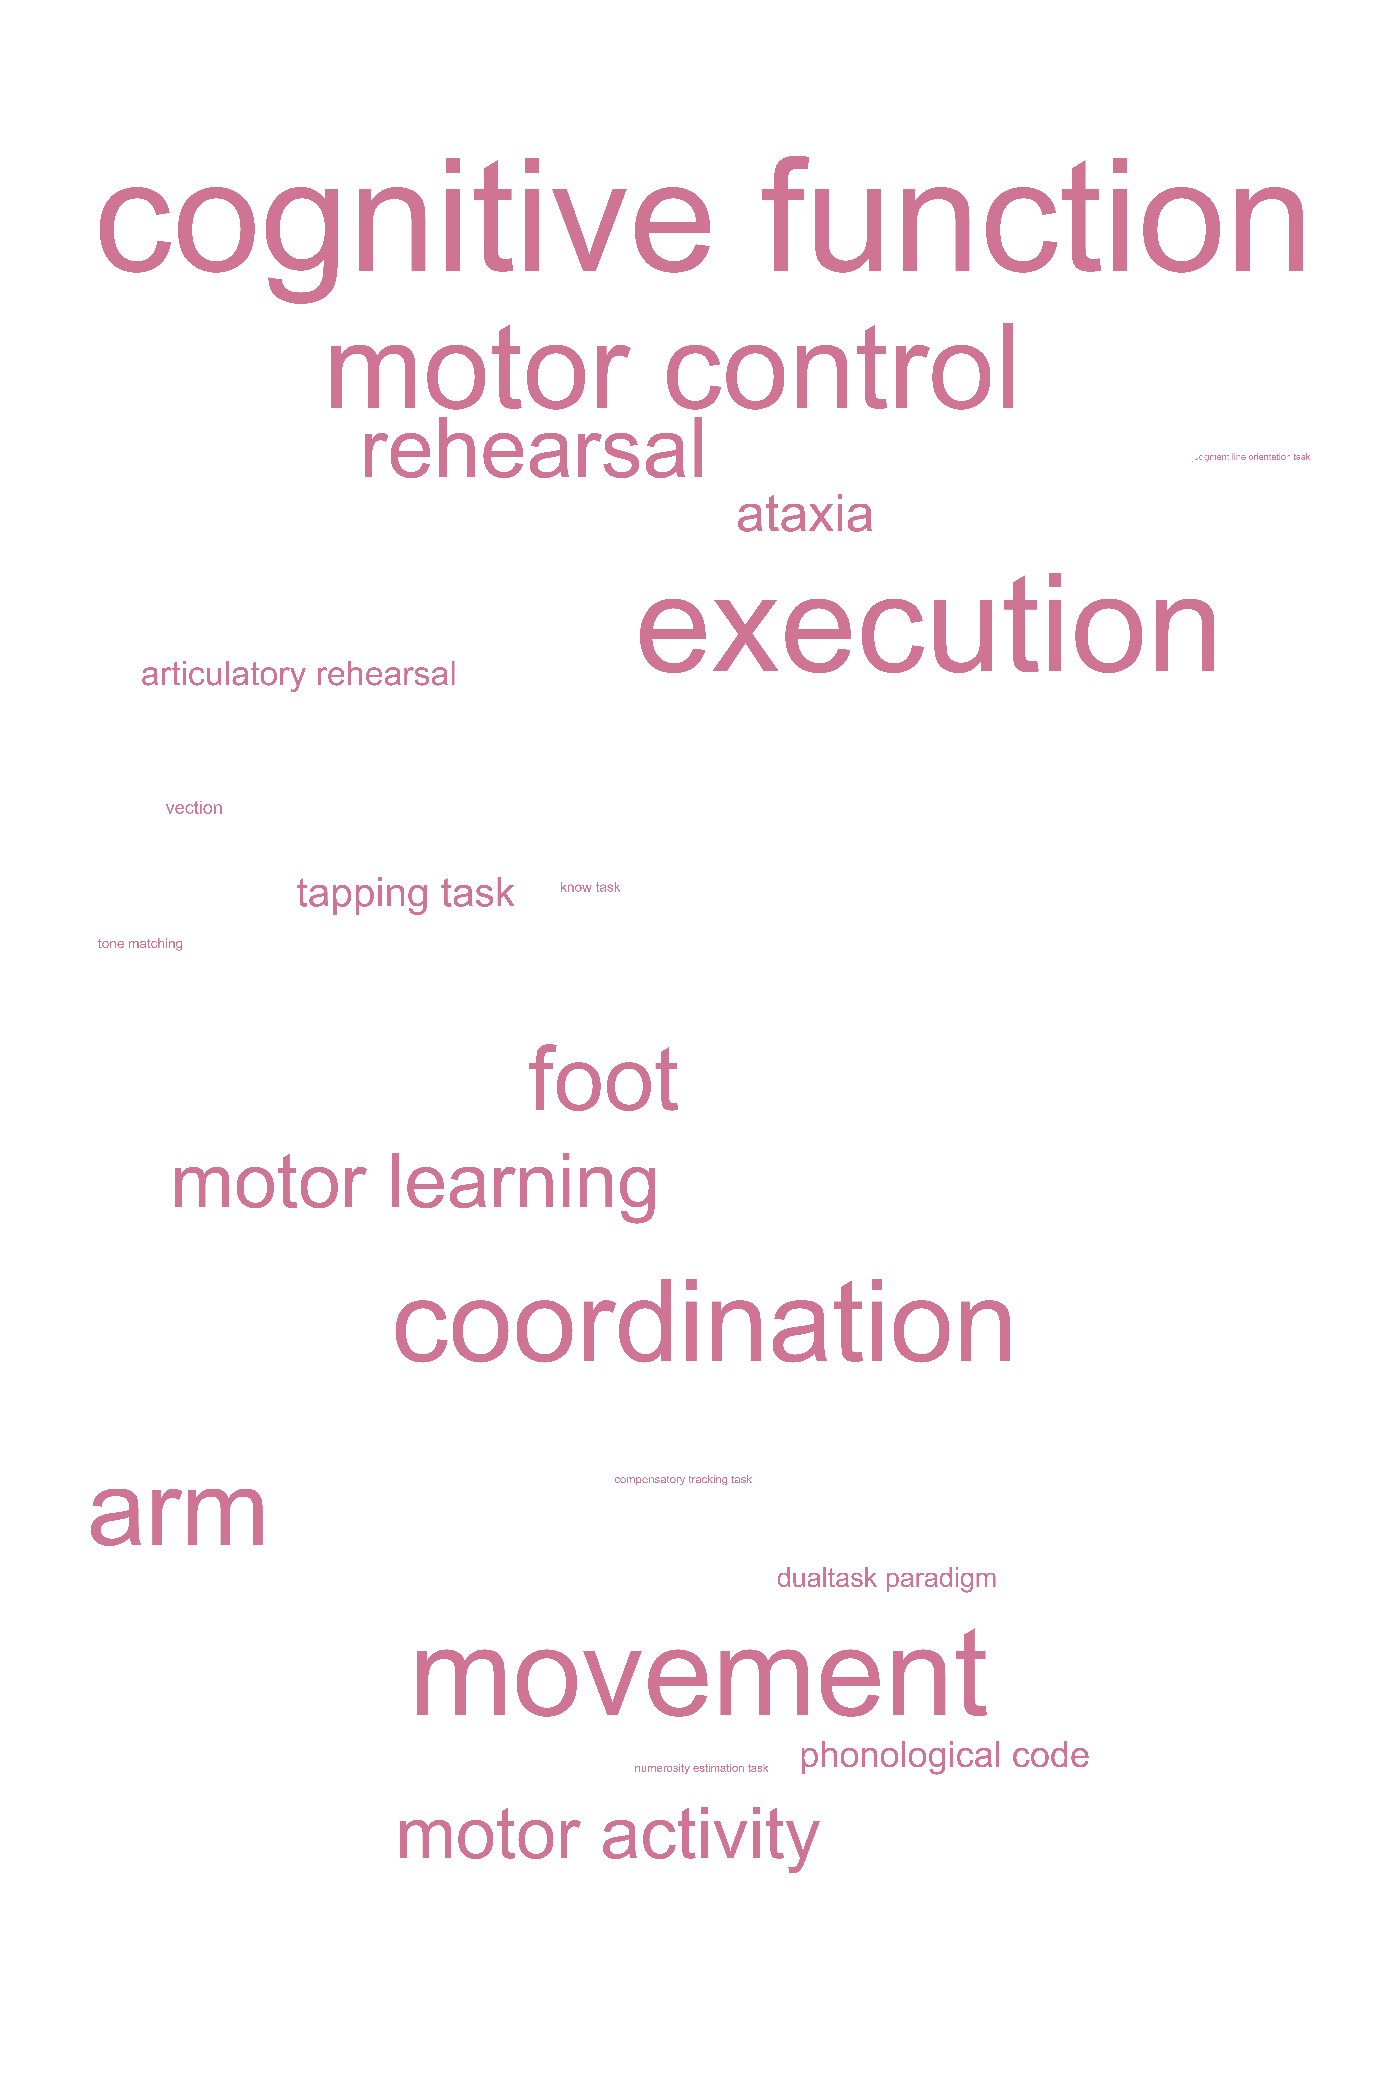 cognitive function
motor control
rehearsal
judgment line orientation task
ataxia
execution
articulatory rehearsal
vection
tapping task
know task
tone matching
foot
motor learning
coordination
arm
compensatory tracking task
dualtask paradigm
movement
phonological code
numerosity estimation task
motor activity